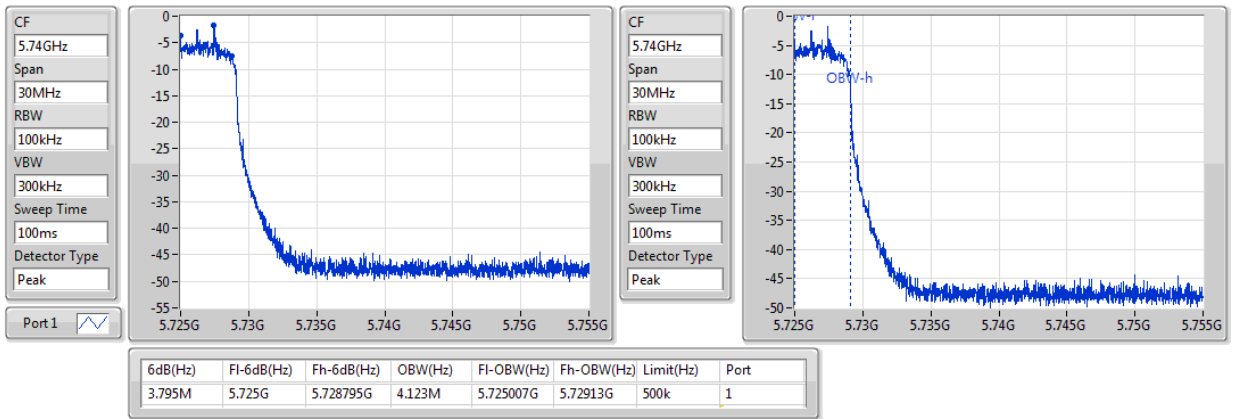 CF
5.74GHz
Span
30MHz
RBW
100kHz
VBW
300kHz
Sweep Time
100ms
Detector Type
Peak
Port 1
0-
-5-
-10-
-15-
-20-
-25-
-30-
-35-
-40-
-45-
-50-
-55-
5.725G 5.73G 5.735G 5.74G 5.745G 5.75G 5.755G
CF
5.74GHz
Span
30MHz
RBW
100kHz
VBW
300kHz
Sweep Time
100ms
Detector Type
Peak
0-
-5-
-10-
-15-
-20-
-25-
-30-
-35-
-40-
-45-
-50-
OBW-h
5.725G 5.73G 5.735G 5.74G 5.745G 5.75G 5.755G
6dB(Hz) Fl-6dB(Hz) Fh-6dB(Hz) OBW(Hz) Fl-OBW(Hz) Fh-OBW(Hz) Limit(Hz) Port
3.795M 5.725G 5.728795G 4.123M 5.725007G 5.72913G 500k 1